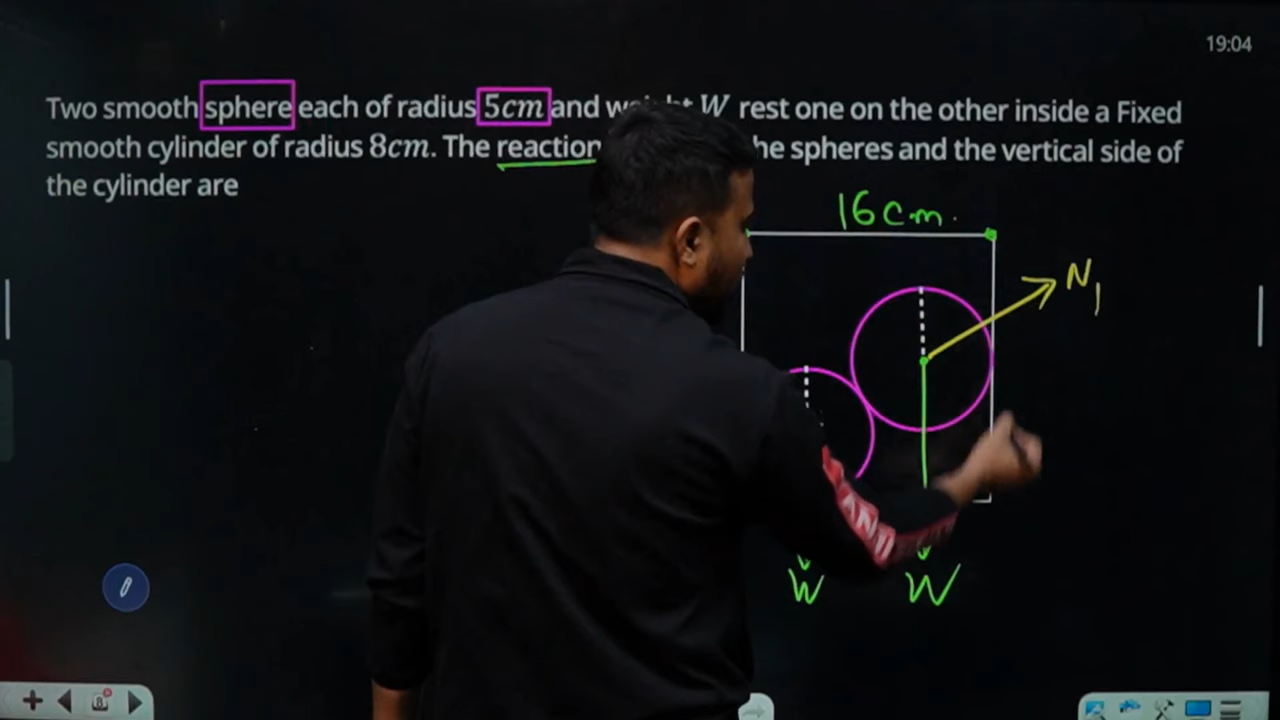 19:04
Two smooth sphere each of radius 5cm and W rest one on the other inside a Fixed
smooth cylinder of radius 8cm. The reaction spheres and the vertical side of
the cylinder are
16cm.
N₁
W W